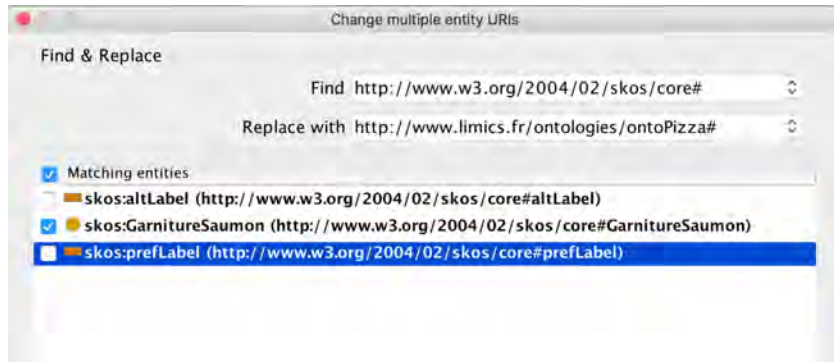 Change multiple entity URIs
Find & Replace
Find http://www.w3.org/2004/02/skos/core#
Replace with http://www.limics.fr/ontologies/ontoPizza#
Matching entities
skos:altLabel (http://www.w3.org/2004/02/skos/core#altLabel)
skos:GarnitureSaumon (http://www.w3.org/2004/02/skos/core#GarnitureSaumon)
skos:prefLabel (http://www.w3.org/2004/02/skos/core#prefLabel)